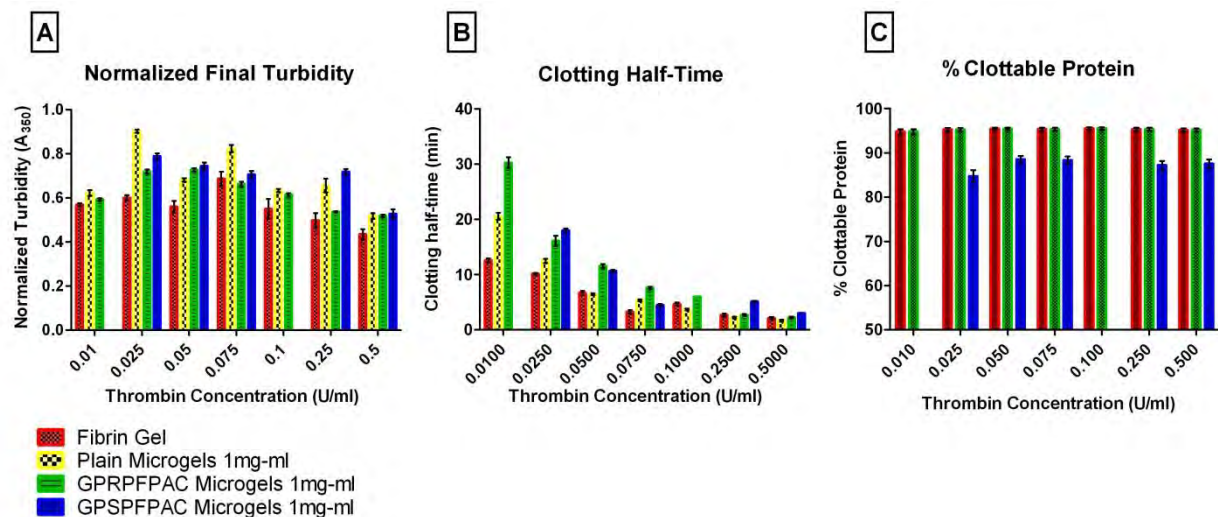 A
Normalized Final Turbidity
Normalized Turbidity (A360)
1.0
0.8
0.6
0.4
0.2
0.0
0.01
0.025
0.05
0.075
0.1
0.25
0.5
Thrombin Concentration (U/ml)
B
Clotting Half-Time
Clotting half-time (min)
40
30
20
10
0
0.0100
0.0250
0.0500
0.0750
0.1000
0.2500
0.5000
Thrombin Concentration (U/ml)
C
% Clottable Protein
% Clottable Protein
100
90
80
70
60
50
0.010
0.025
0.050
0.075
0.100
0.250
0.500
Thrombin Concentration (U/ml)
Fibrin Gel
Plain Microgels 1mg-ml
GPRPFPAC Microgels 1mg-ml
GPSPFPAC Microgels 1mg-ml